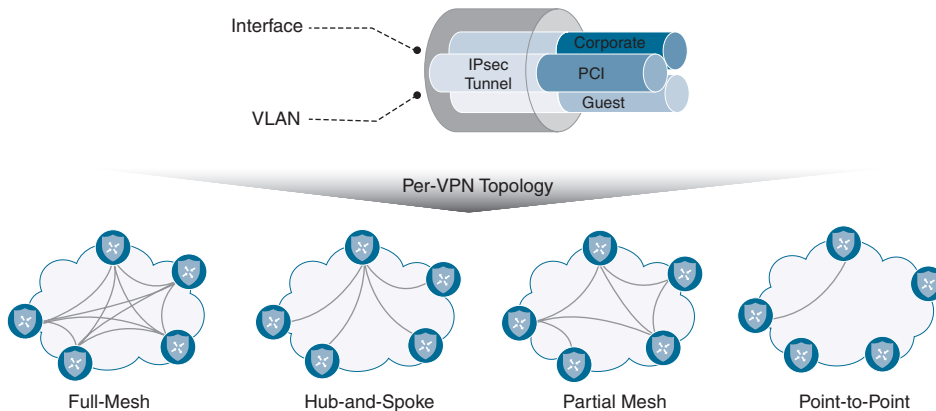 Interface
Corporate
IPsec
Tunnel
PCI
Guest
VLAN
Per-VPN Topology
Full-Mesh
Hub-and-Spoke
Partial Mesh
Point-to-Point